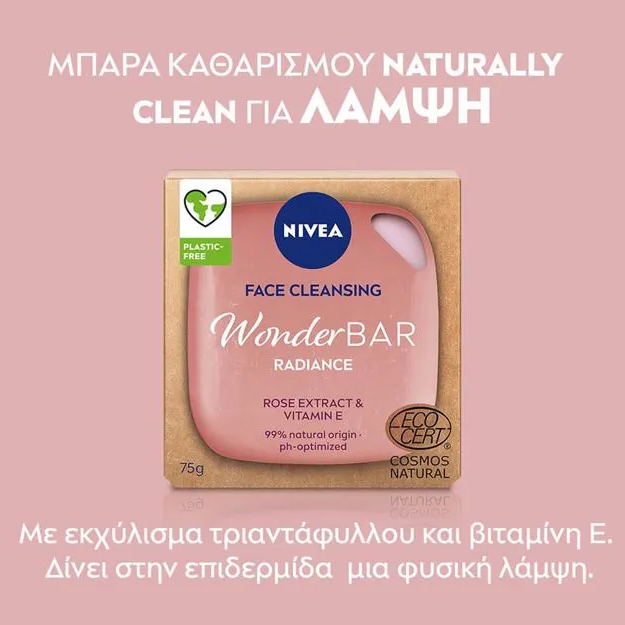 ΜΠΑΡΑ ΚΑΘΑΡΙΣΜΟΥ NATURALLY
CLEAN ΓΙΑ ΛΑΜΨΗ
PLASTIC-
FREE
NIVEA
FACE CLEANSING
WonderBAR
RADIANCE
ROSE EXTRACT &
VITAMIN E
99% natural origin ·
ph-optimized
75g
ECO
CERT®
COSMOS
NATURAL
Με εκχύλισμα τριαντάφυλλου και βιταμίνη Ε.
Δίνει στην επιδερμίδα μια φυσική λάμψη.